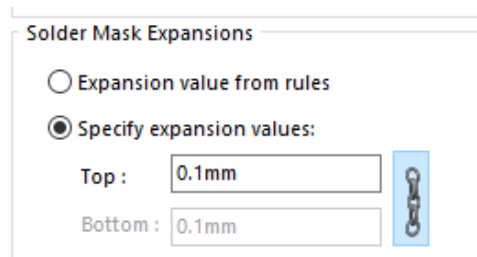 Solder Mask Expansions
Expansion value from rules
Specify expansion values:
Top : 0.1mm
Bottom : 0.1mm